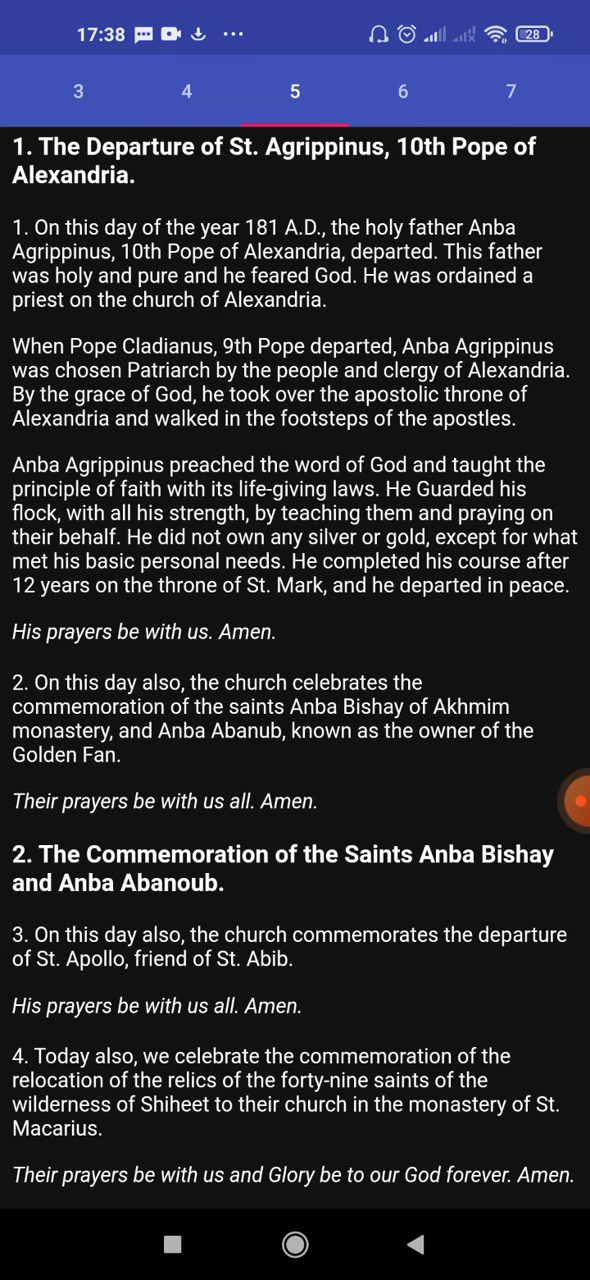 17:38
28
3 4 5 6 7
1. The Departure of St. Agrippinus, 10th Pope of
Alexandria.
1. On this day of the year 181 A.D., the holy father Anba
Agrippinus, 10th Pope of Alexandria, departed. This father
was holy and pure and he feared God. He was ordained a
priest on the church of Alexandria.
When Pope Cladianus, 9th Pope departed, Anba Agrippinus
was chosen Patriarch by the people and clergy of Alexandria.
By the grace of God, he took over the apostolic throne of
Alexandria and walked in the footsteps of the apostles.
Anba Agrippinus preached the word of God and taught the
principle of faith with its life-giving laws. He Guarded his
flock, with all his strength, by teaching them and praying on
their behalf. He did not own any silver or gold, except for what
met his basic personal needs. He completed his course after
12 years on the throne of St. Mark, and he departed in peace.
His prayers be with us. Amen.
2. On this day also, the church celebrates the
commemoration of the saints Anba Bishay of Akhmim
monastery, and Anba Abanub, known as the owner of the
Golden Fan.
Their prayers be with us all. Amen.
2. The Commemoration of the Saints Anba Bishay
and Anba Abanoub.
3. On this day also, the church commemorates the departure
of St. Apollo, friend of St. Abib.
His prayers be with us all. Amen.
4. Today also, we celebrate the commemoration of the
relocation of the relics of the forty-nine saints of the
wilderness of Shiheet to their church in the monastery of St.
Macarius.
Their prayers be with us and Glory be to our God forever. Amen.